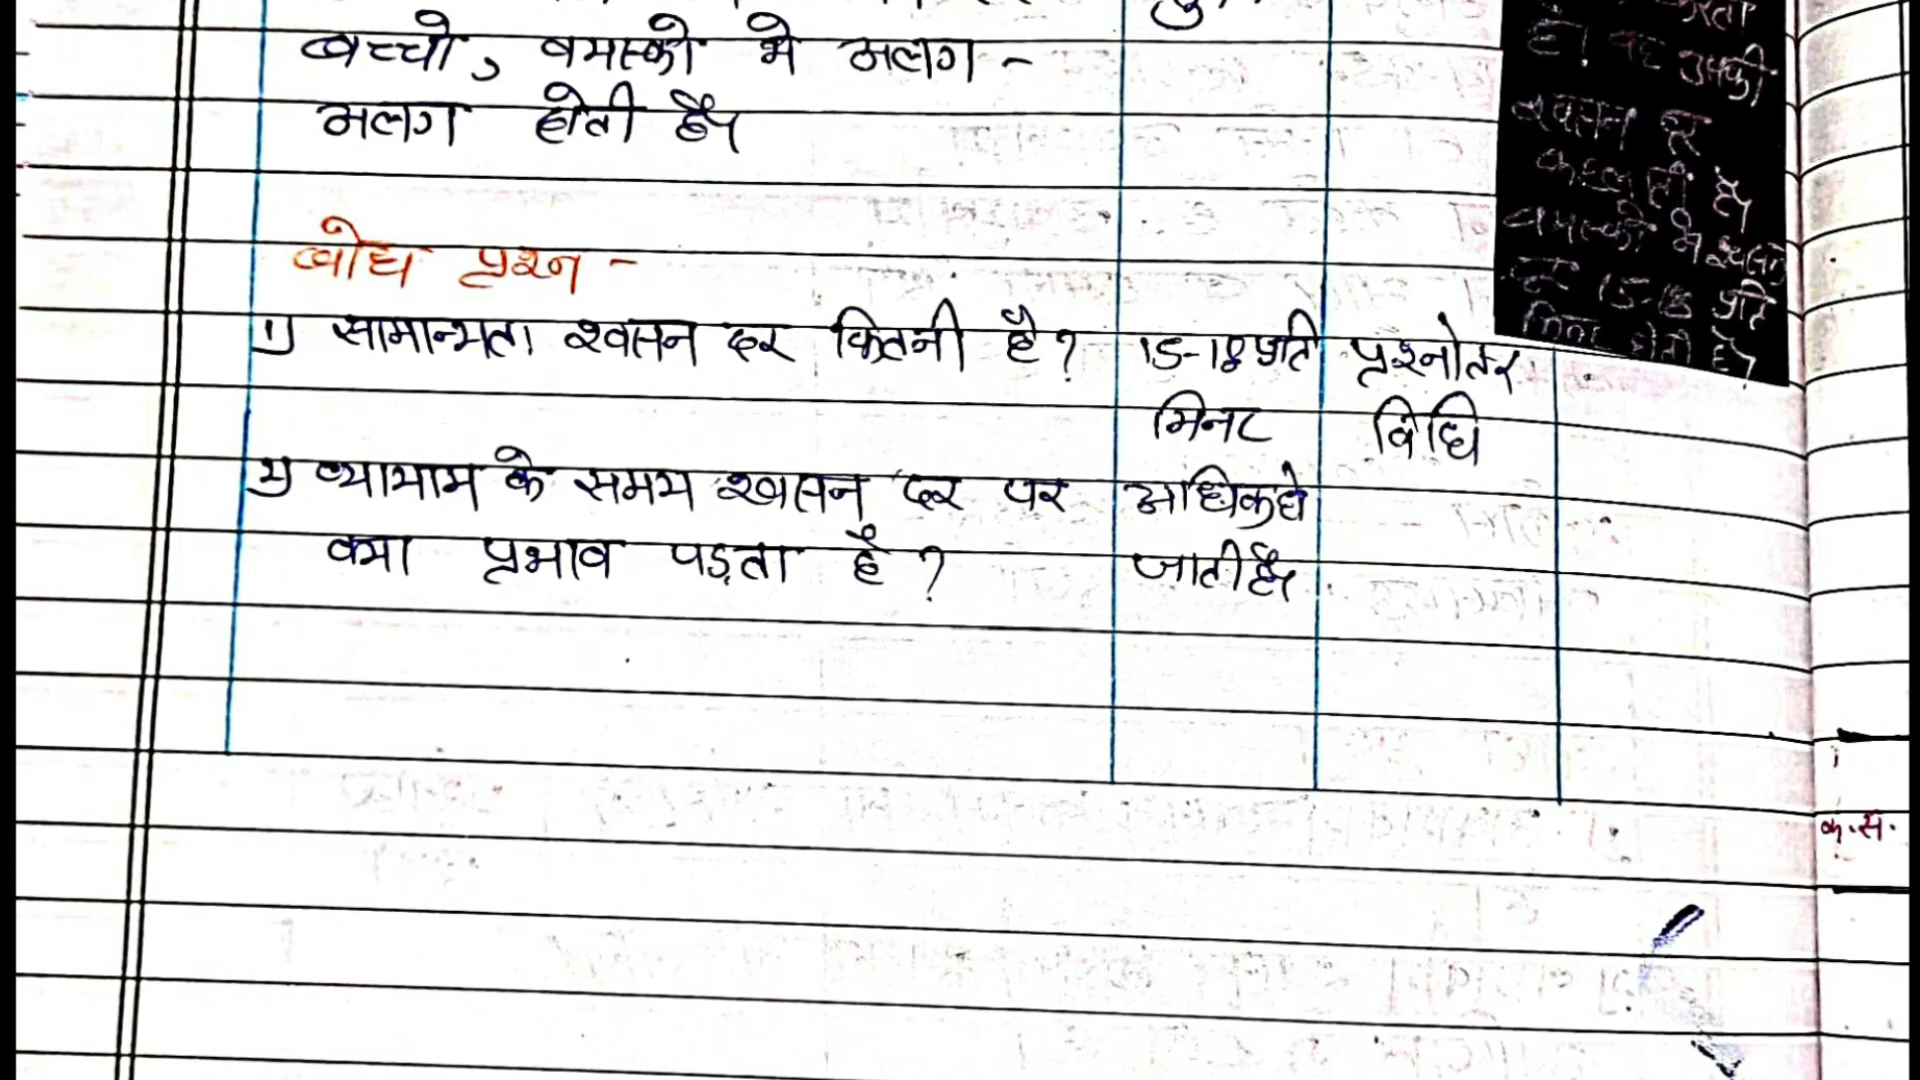 बच्चो, वयस्को मे अलग -
अलग होती है।
बोध प्रश्न -
1) सामान्यता श्वसन दर कितनी है? 15-18 प्रति प्रश्नोतर
मिनट विधि
2) व्यायाम के समय श्वसन दर पर अधिक हो
क्या प्रभाव पड़ता है? जाती है।
है। वह उसकी
श्वसन दर
कहलाती है।
वयस्को मे श्वसन
दर 15-18 प्रति
मिनट होती है।
क.सं.